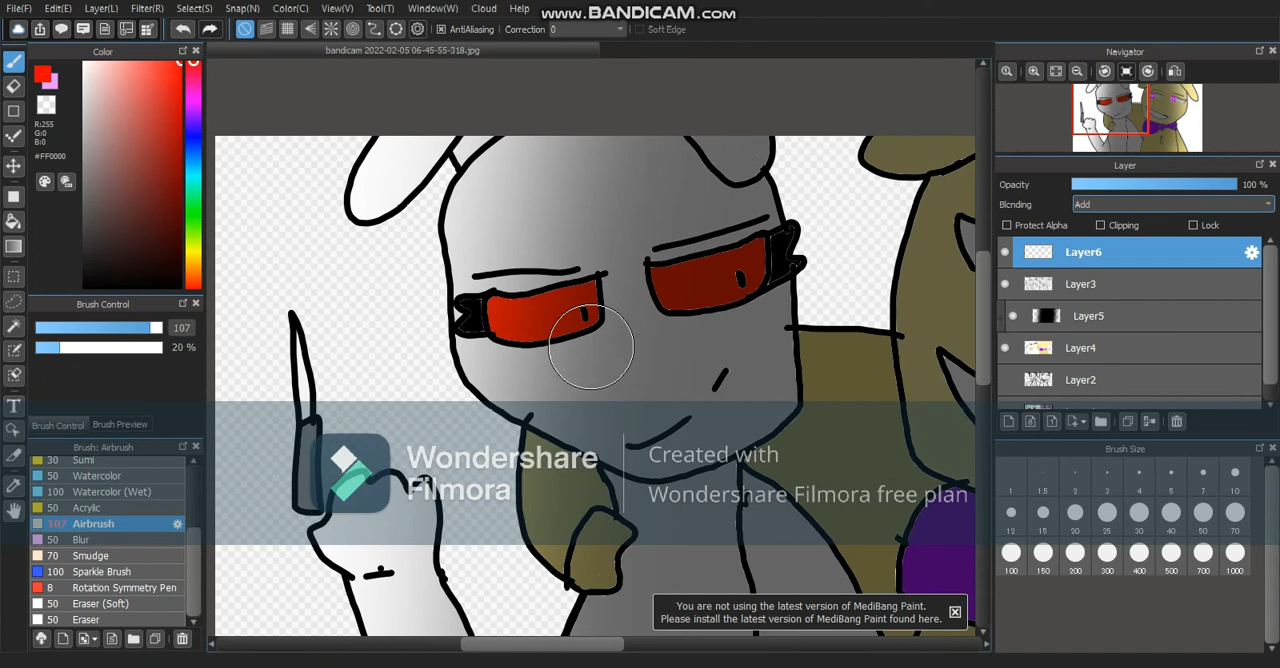 File(F) Edit(E) Layer(L) Filter(R) Select(S) Snap(N) Color(C) View(V) Tool(T) Window(W) Cloud Help
www.BANDICAM.com
AntiAliasing Correction 0 Soft Edge
bandicam 2022-02-05 06-45-55-318.jpg
Color
R:255
G:0
B:0
#FF0000
Brush Control
107
20 %
Brush Control Brush Preview
Brush: Airbrush
30 Sumi
50 Watercolor
100 Watercolor (Wet)
50 Acrylic
107 Airbrush
50 Blur
70 Smudge
100 Sparkle Brush
8 Rotation Symmetry Pen
50 Eraser (Soft)
50 Eraser
Wondershare
Filmora
Created with
Wondershare Filmora free plan
You are not using the latest version of MediBang Paint.
Please install the latest version of MediBang Paint found here.
Navigator
Layer
Opacity 100 %
Blending Add
Protect Alpha Clipping Lock
Layer6
Layer3
Layer5
Layer4
Layer2
Brush Size
1 1.5 2 3 4 5 7 10
12 15 20 25 30 40 50 70
100 150 200 300 400 500 700 1000